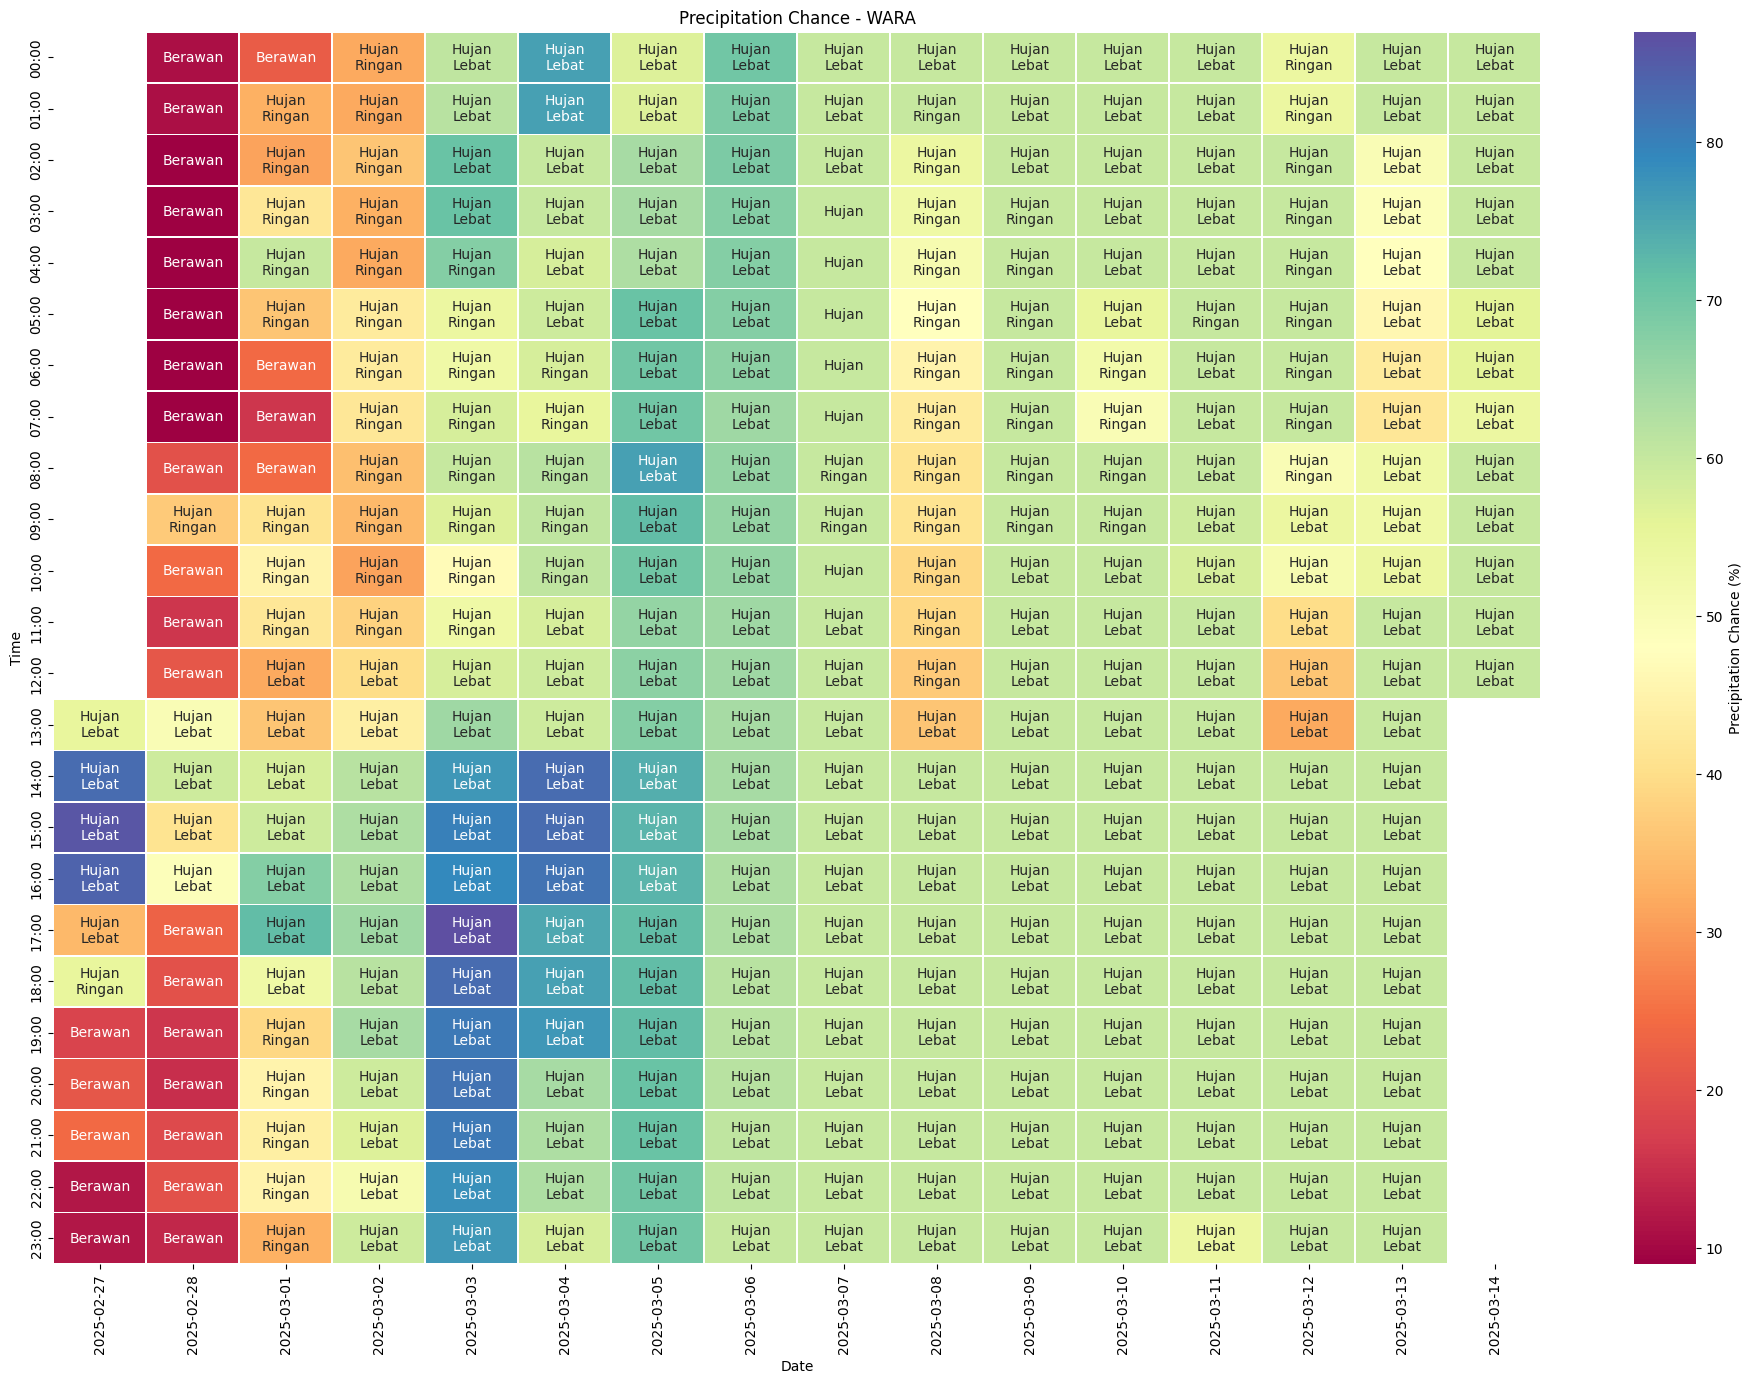 Precipitation Chance - WARA
00:00 Berawan Berawan Hujan Hujan Hujan Hujan Hujan Hujan Hujan Hujan Hujan Hujan Hujan Hujan Hujan
Ringan Lebat Lebat Lebat Lebat Lebat Lebat Lebat Lebat Lebat Ringan Lebat Lebat
01:00 Berawan Hujan Hujan Hujan Hujan Hujan Hujan Hujan Hujan Hujan Hujan Hujan Hujan Hujan Hujan
Ringan Ringan Lebat Lebat Lebat Lebat Lebat Ringan Lebat Lebat Lebat Ringan Lebat Lebat
02:00 Berawan Hujan Hujan Hujan Hujan Hujan Hujan Hujan Hujan Hujan Hujan Hujan Hujan Hujan Hujan
Ringan Ringan Lebat Lebat Lebat Lebat Lebat Ringan Lebat Lebat Lebat Ringan Lebat Lebat
03:00 Berawan Hujan Hujan Hujan Hujan Hujan Hujan Hujan Hujan Hujan Hujan Hujan Hujan Hujan Hujan
Ringan Ringan Lebat Lebat Lebat Lebat Ringan Ringan Lebat Lebat Ringan Lebat Lebat
04:00 Berawan Hujan Hujan Hujan Hujan Hujan Hujan Hujan Hujan Hujan Hujan Hujan Hujan Hujan Hujan
Ringan Ringan Ringan Lebat Lebat Lebat Ringan Ringan Lebat Lebat Ringan Lebat Lebat
05:00 Berawan Hujan Hujan Hujan Hujan Hujan Hujan Hujan Hujan Hujan Hujan Hujan Hujan Hujan Hujan
Ringan Ringan Ringan Lebat Lebat Lebat Ringan Ringan Lebat Ringan Ringan Lebat Lebat
06:00 Berawan Berawan Hujan Hujan Hujan Hujan Hujan Hujan Hujan Hujan Hujan Hujan Hujan Hujan Hujan
Ringan Ringan Ringan Lebat Lebat Ringan Ringan Ringan Lebat Ringan Lebat Lebat
07:00 Berawan Berawan Hujan Hujan Hujan Hujan Hujan Hujan Hujan Hujan Hujan Hujan Hujan Hujan Hujan
Ringan Ringan Ringan Lebat Lebat Ringan Ringan Ringan Lebat Ringan Lebat Lebat
08:00 Berawan Berawan Hujan Hujan Hujan Hujan Hujan Hujan Hujan Hujan Hujan Hujan Hujan Hujan Hujan
Ringan Ringan Ringan Lebat Lebat Ringan Ringan Ringan Ringan Lebat Ringan Lebat Lebat
09:00 Hujan Hujan Hujan Hujan Hujan Hujan Hujan Hujan Hujan Hujan Hujan Hujan Hujan Hujan Hujan
Ringan Ringan Ringan Ringan Ringan Lebat Lebat Ringan Ringan Ringan Ringan Lebat Lebat Lebat Lebat
10:00 Berawan Hujan Hujan Hujan Hujan Hujan Hujan Hujan Hujan Hujan Hujan Hujan Hujan Hujan Hujan
Ringan Ringan Ringan Ringan Lebat Lebat Ringan Lebat Lebat Lebat Lebat Lebat Lebat
11:00 Berawan Hujan Hujan Hujan Hujan Hujan Hujan Hujan Hujan Hujan Hujan Hujan Hujan Hujan Hujan
Ringan Ringan Ringan Lebat Lebat Lebat Lebat Ringan Lebat Lebat Lebat Lebat Lebat Lebat
12:00 Berawan Hujan Hujan Hujan Hujan Hujan Hujan Hujan Hujan Hujan Hujan Hujan Hujan Hujan Hujan
Lebat Lebat Lebat Lebat Lebat Lebat Lebat Ringan Lebat Lebat Lebat Lebat Lebat Lebat
13:00 Hujan Hujan Hujan Hujan Hujan Hujan Hujan Hujan Hujan Hujan Hujan Hujan Hujan Hujan Hujan
Lebat Lebat Lebat Lebat Lebat Lebat Lebat Lebat Lebat Lebat Lebat Lebat Lebat Lebat Lebat
14:00 Hujan Hujan Hujan Hujan Hujan Hujan Hujan Hujan Hujan Hujan Hujan Hujan Hujan Hujan Hujan
Lebat Lebat Lebat Lebat Lebat Lebat Lebat Lebat Lebat Lebat Lebat Lebat Lebat Lebat Lebat
15:00 Hujan Hujan Hujan Hujan Hujan Hujan Hujan Hujan Hujan Hujan Hujan Hujan Hujan Hujan Hujan
Lebat Lebat Lebat Lebat Lebat Lebat Lebat Lebat Lebat Lebat Lebat Lebat Lebat Lebat Lebat
16:00 Hujan Hujan Hujan Hujan Hujan Hujan Hujan Hujan Hujan Hujan Hujan Hujan Hujan Hujan Hujan
Lebat Lebat Lebat Lebat Lebat Lebat Lebat Lebat Lebat Lebat Lebat Lebat Lebat Lebat Lebat
17:00 Hujan Berawan Hujan Hujan Hujan Hujan Hujan Hujan Hujan Hujan Hujan Hujan Hujan Hujan Hujan
Lebat Lebat Lebat Lebat Lebat Lebat Lebat Lebat Lebat Lebat Lebat Lebat Lebat Lebat
18:00 Hujan Berawan Hujan Hujan Hujan Hujan Hujan Hujan Hujan Hujan Hujan Hujan Hujan Hujan Hujan
Ringan Lebat Lebat Lebat Lebat Lebat Lebat Lebat Lebat Lebat Lebat Lebat Lebat Lebat
19:00 Berawan Berawan Hujan Hujan Hujan Hujan Hujan Hujan Hujan Hujan Hujan Hujan Hujan Hujan Hujan
Ringan Lebat Lebat Lebat Lebat Lebat Lebat Lebat Lebat Lebat Lebat Lebat Lebat
20:00 Berawan Berawan Hujan Hujan Hujan Hujan Hujan Hujan Hujan Hujan Hujan Hujan Hujan Hujan Hujan
Ringan Lebat Lebat Lebat Lebat Lebat Lebat Lebat Lebat Lebat Lebat Lebat Lebat
21:00 Berawan Berawan Hujan Hujan Hujan Hujan Hujan Hujan Hujan Hujan Hujan Hujan Hujan Hujan Hujan
Ringan Lebat Lebat Lebat Lebat Lebat Lebat Lebat Lebat Lebat Lebat Lebat Lebat
22:00 Berawan Berawan Hujan Hujan Hujan Hujan Hujan Hujan Hujan Hujan Hujan Hujan Hujan Hujan Hujan
Ringan Lebat Lebat Lebat Lebat Lebat Lebat Lebat Lebat Lebat Lebat Lebat Lebat
23:00 Berawan Berawan Hujan Hujan Hujan Hujan Hujan Hujan Hujan Hujan Hujan Hujan Hujan Hujan Hujan
Ringan Lebat Lebat Lebat Lebat Lebat Lebat Lebat Lebat Lebat Lebat Lebat Lebat
Time
2025-02-27 2025-02-28 2025-03-01 2025-03-02 2025-03-03 2025-03-04 2025-03-05 2025-03-06 2025-03-07 2025-03-08 2025-03-09 2025-03-10 2025-03-11 2025-03-12 2025-03-13 2025-03-14
Date
80
70
60
50
40
30
20
10
Precipitation Chance (%)